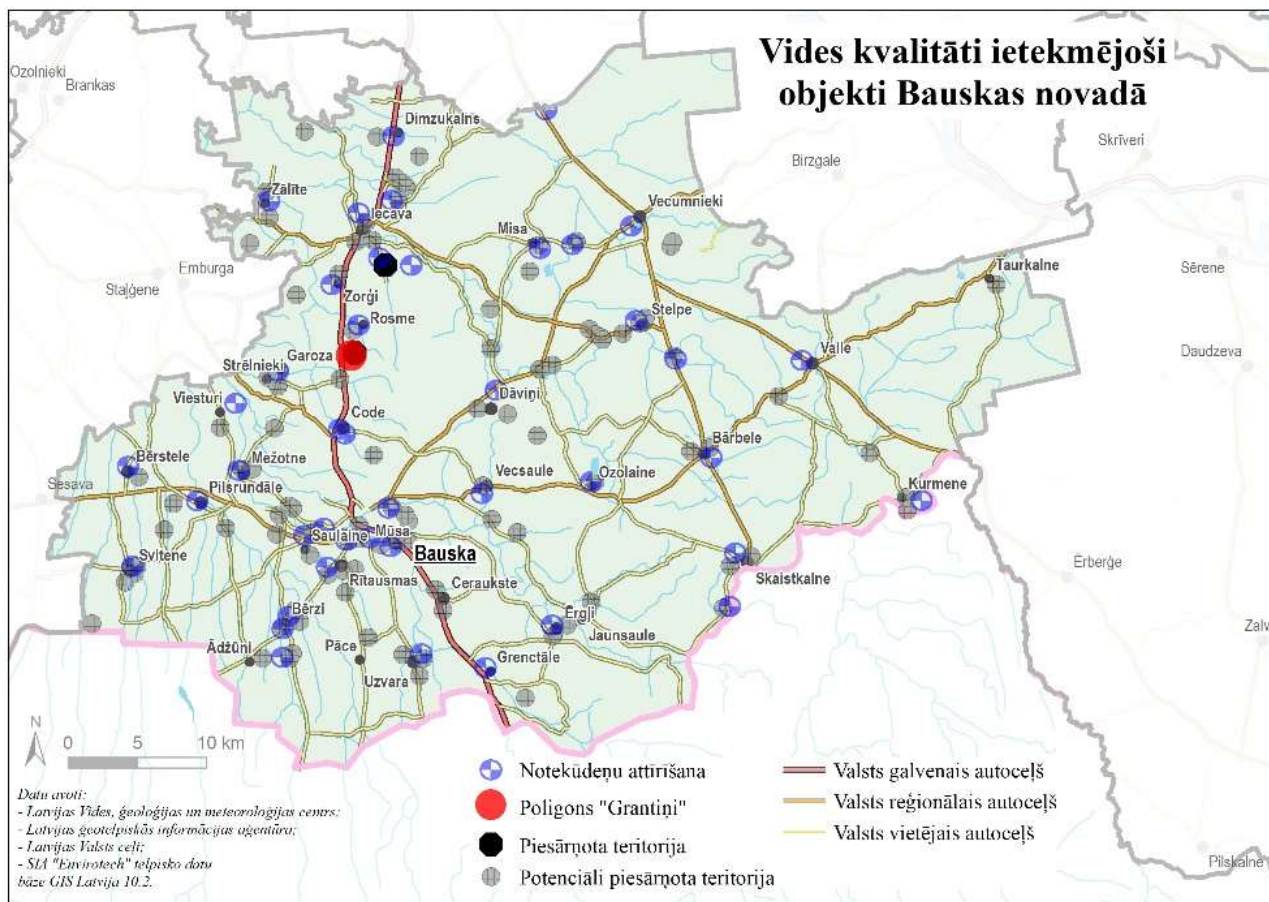 Vides kvalitāti ietekmējoši
objekti Bauskas novadā
Ozolnieki
Brankas
Dimzukalns
Skrīveri
Birzgale
Zālīte
Iecava
Vecumnieki
Misa
Emburga
Staļģene
Zorģi
Rosme
Taurkalne
Sērene
Stelpe
Garoza
Strēlnieki
Valle
Daudzeva
Viesturi
Dāviņi
Code
Bērstele
Mežotne
Bārbele
Sesava
Pilsrundāle
Vecsaule
Ozolaine
Kurmene
Saulaine
Mūsa
Bauska
Svitene
Rītausmas
Skaistkalne
Ērberģe
Ceraukste
Bērzi
Ērgļi
Jaunsaule
Zalv
Ādžūni
Pāce
Uzvara
Grenctāle
N
0 5 10 km
Datu avoti:
- Latvijas Vides, ģeoloģijas un meteoroloģijas centrs;
- Latvijas ģeotelpiskās informācijas aģentūra;
- Latvijas Valsts ceļi;
- SIA "Envirotech" telpisko datu
bāze GIS Latvija 10.2.
Notekūdeņu attīrīšana
Poligons "Grantiņi"
Piesārņota teritorija
Potenciāli piesārņota teritorija
Valsts galvenais autoceļš
Valsts reģionālais autoceļš
Valsts vietējais autoceļš
Pilskalne